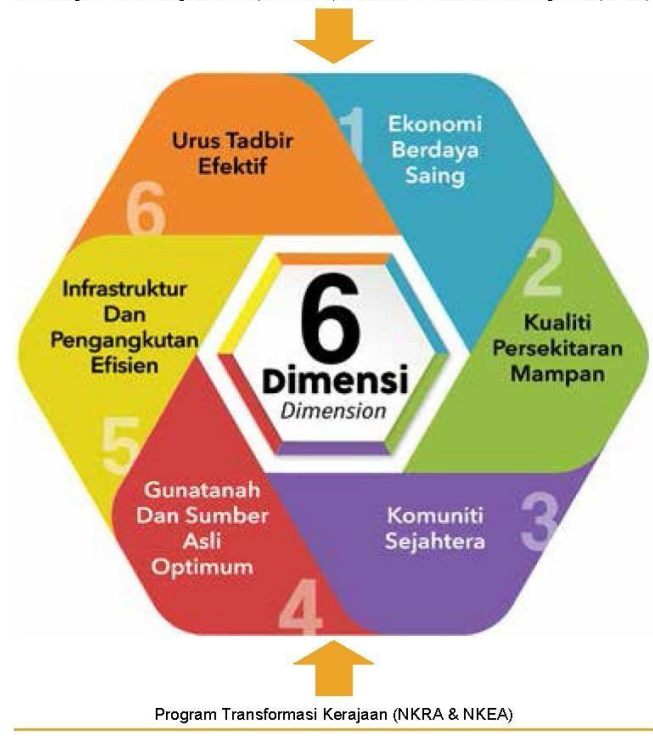 1
Ekonomi
Berdaya
Saing
2
Kualiti
Persekitaran
Mampan
3
Komuniti
Sejahtera
4
Gunatanah
Dan Sumber
Asli
Optimum
5
Infrastruktur
Dan
Pengangkutan
Efisien
6
Urus Tadbir
Efektif
6
Dimensi
Dimension
Program Transformasi Kerajaan (NKRA & NKEA)